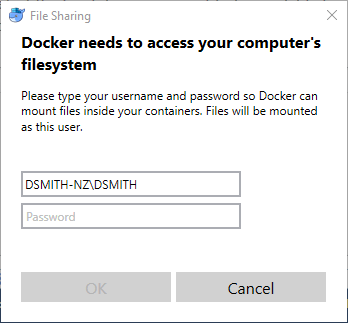 File Sharing
Docker needs to access your computer's
filesystem
Please type your username and password so Docker can
mount files inside your containers. Files will be mounted
as this user.
DSMITH-NZ\DSMITH
Password
OK
Cancel